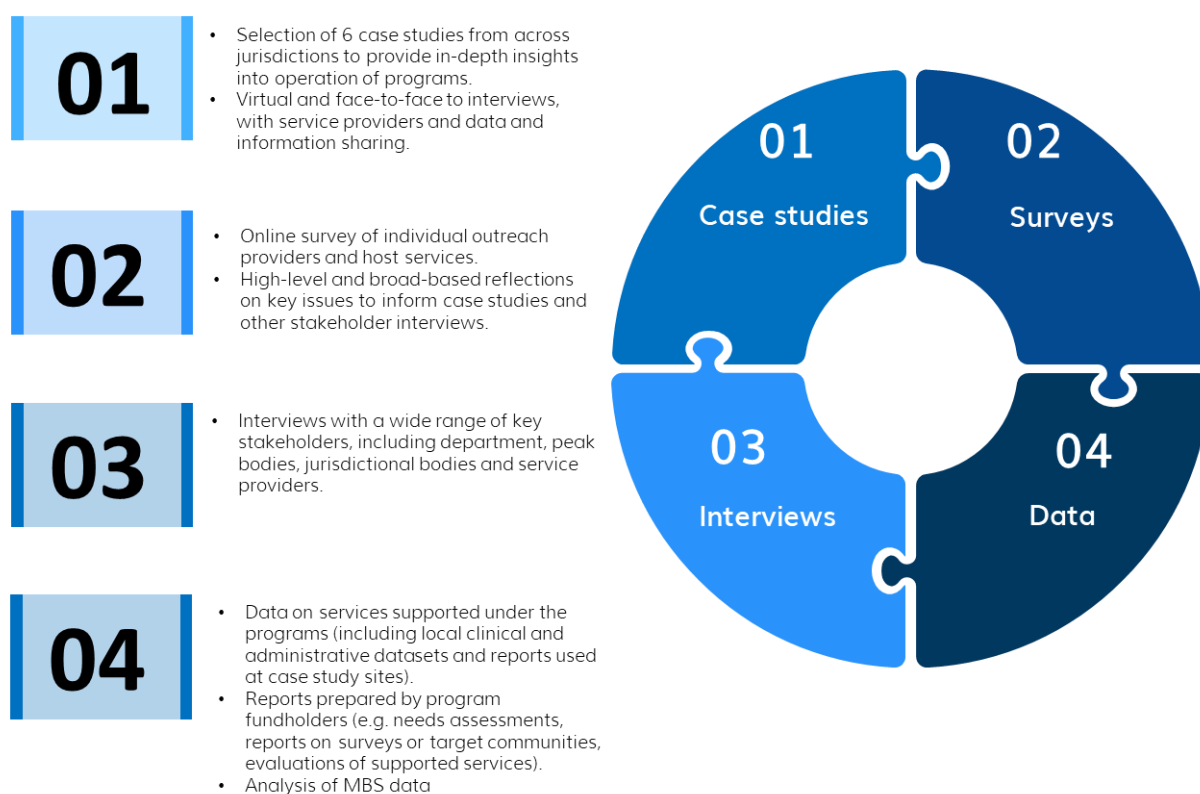 01
• Selection of 6 case studies from across
jurisdictions to provide in-depth insights
into operation of programs.
• Virtual and face-to-face to interviews,
with service providers and data and
information sharing.
02
• Online survey of individual outreach
providers and host services.
• High-level and broad-based reflections
on key issues to inform case studies and
other stakeholder interviews.
03
• Interviews with a wide range of key
stakeholders, including department, peak
bodies, jurisdictional bodies and service
providers.
04
• Data on services supported under the
programs (including local clinical and
administrative datasets and reports used
at case study sites).
• Reports prepared by program
fundholders (e.g. needs assessments,
reports on surveys or target communities,
evaluations of supported services).
• Analysis of MBS data
01
Case studies
02
Surveys
03
Interviews
04
Data